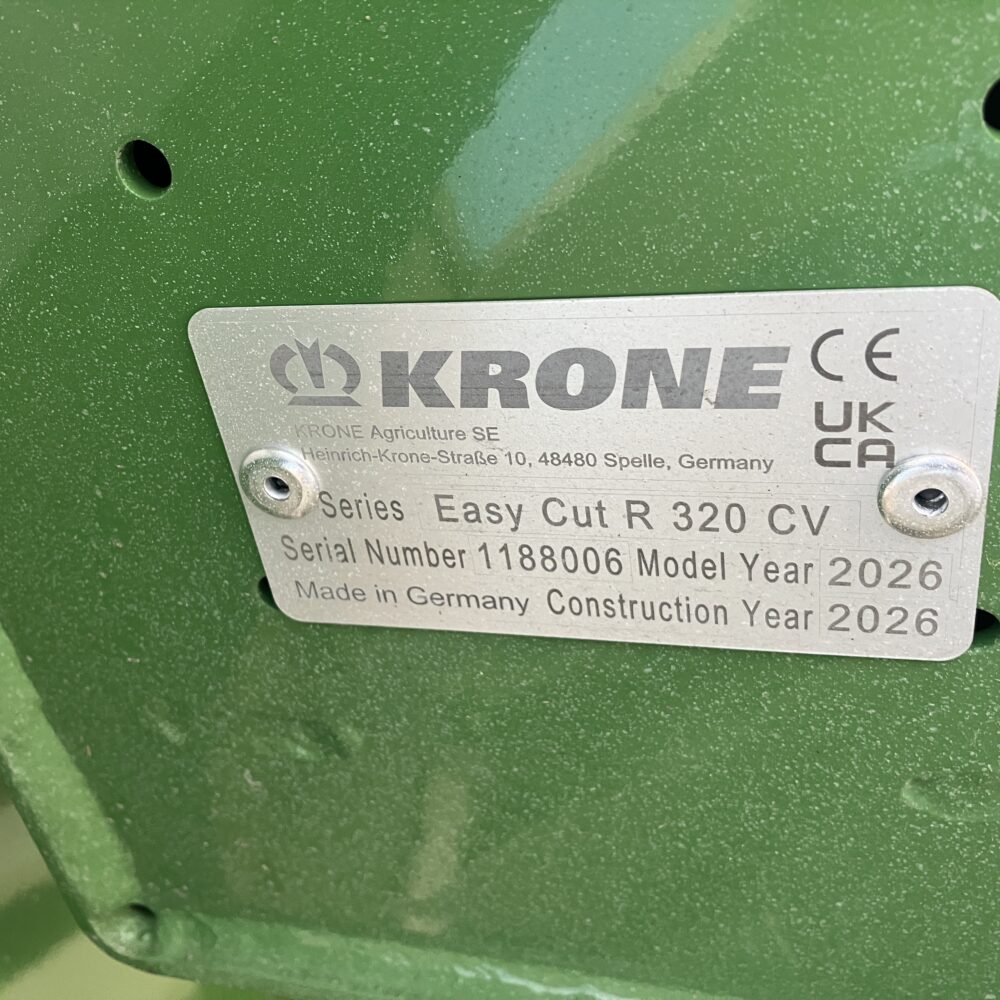 KRONE CE
UK
CA
KRONE Agriculture SE
Heinrich-Krone-Straße 10, 48480 Spelle, Germany
Series Easy Cut R 320 CV
Serial Number 1188006 Model Year 2026
Made in Germany Construction Year 2026